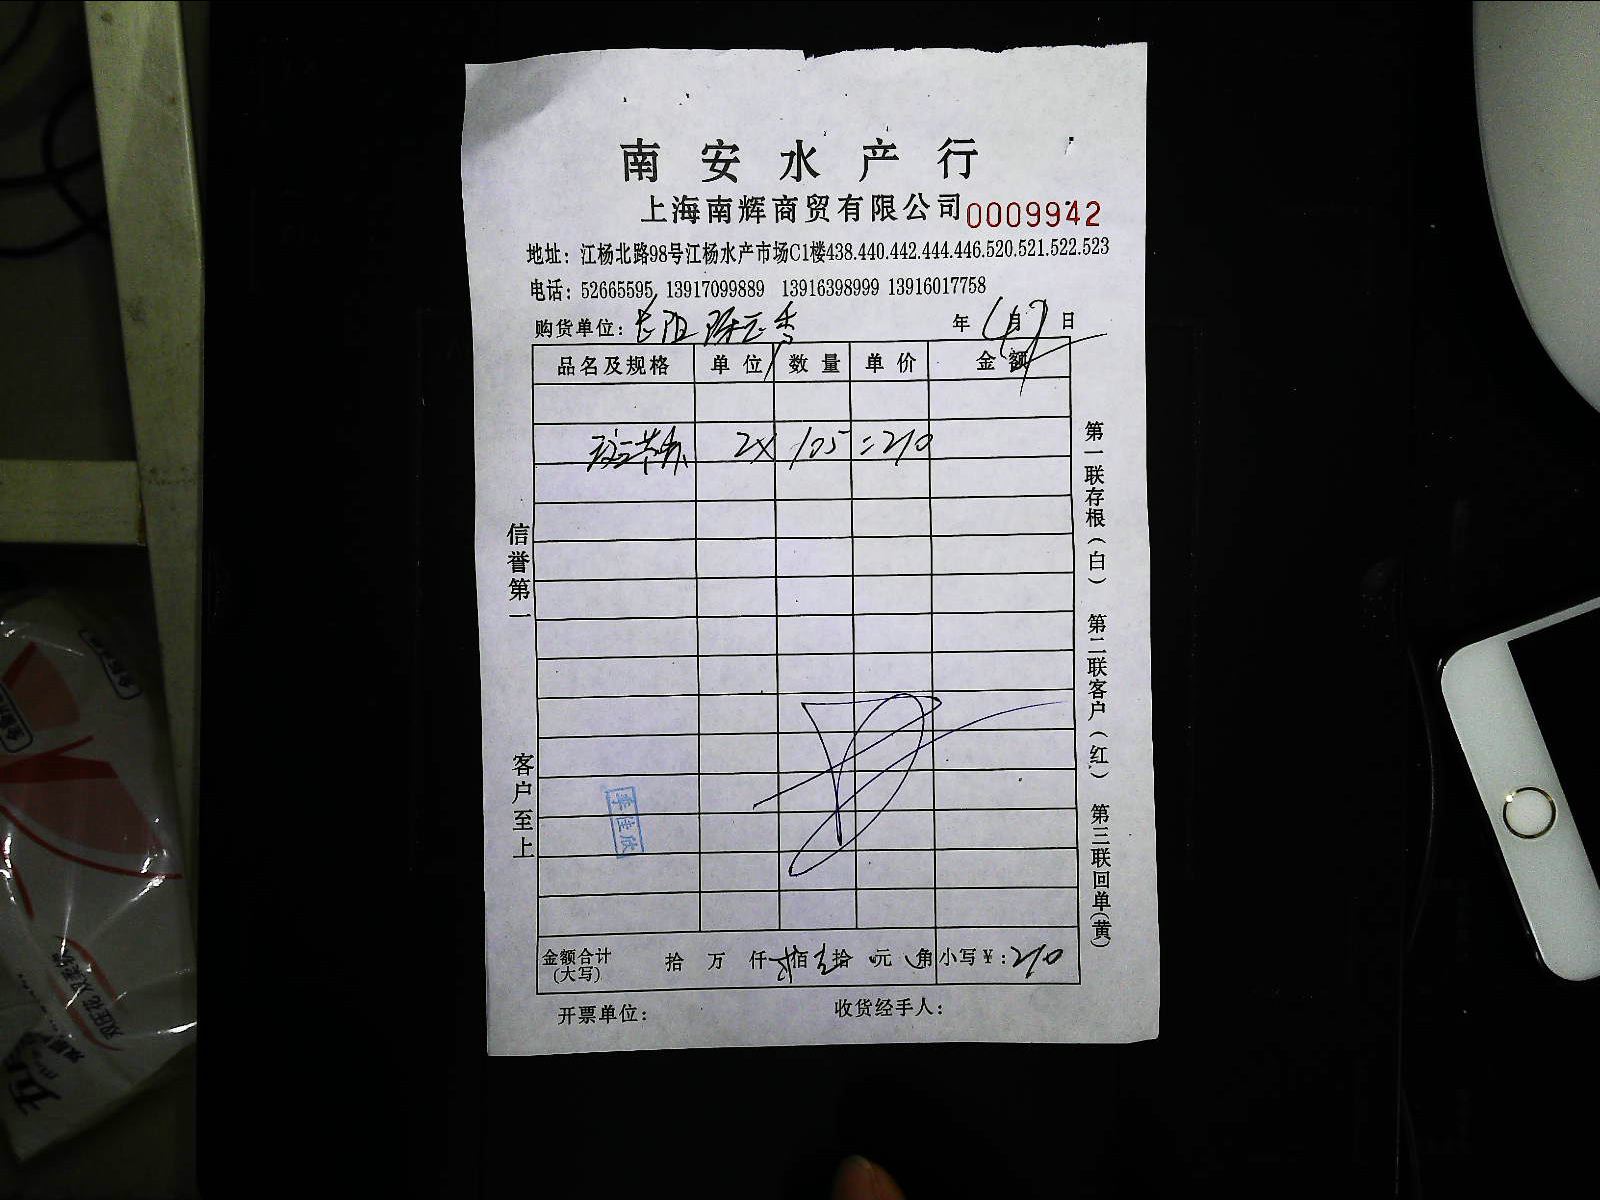 南安水产行
上海南辉商贸有限公司 0009942
地址：江杨北路98号江杨水产市场C1楼438.440.442.444.446.520.521.522.523
电话：52665595 13917099889 13916398999 13916017758
购货单位： 年 月 日
品名及规格 单位 数量 单价 金额
2× 105 =210
信誉第一
客户至上
李佳欣
第一联存根（白） 第二联客户（红） 第三联回单（黄）
金额合计（大写） 拾 万 仟 贰佰壹拾 元 角 小写￥：210
开票单位： 收货经手人：